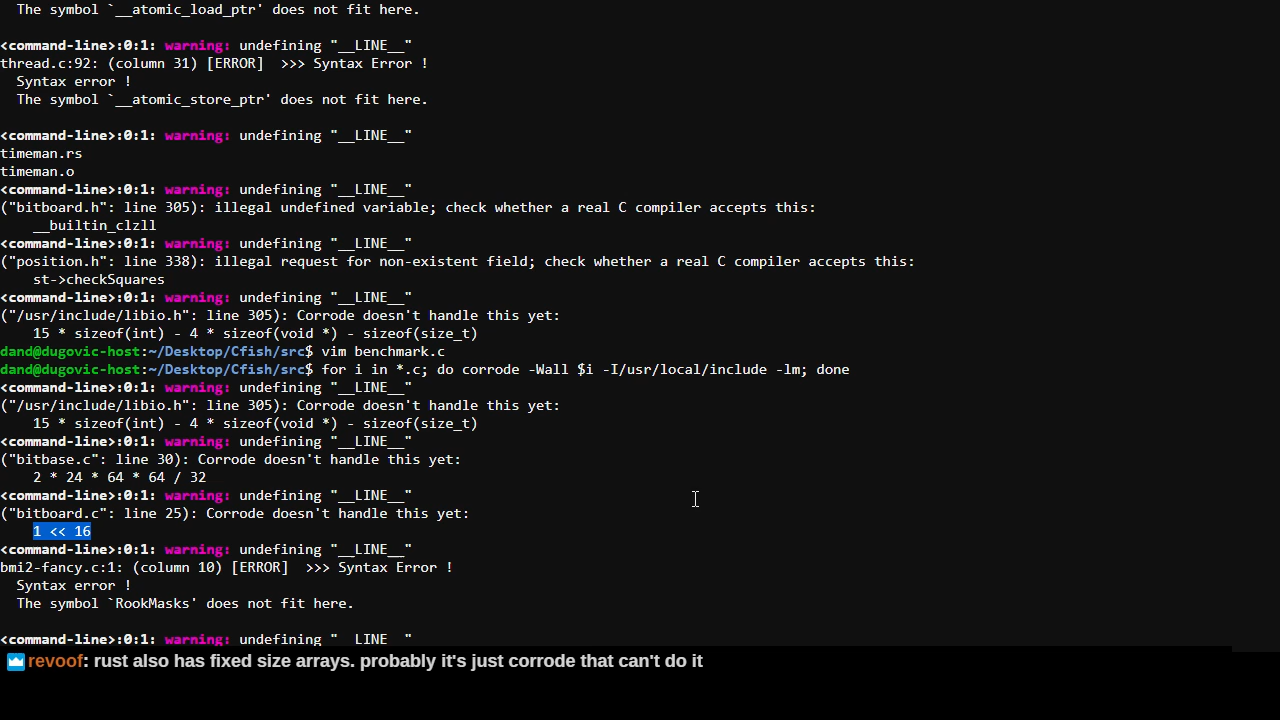 The symbol `__atomic_load_ptr' does not fit here.
<command-line>:0:1: warning: undefining "__LINE__"
thread.c:92: (column 31) [ERROR]  >>> Syntax Error !
Syntax error !
The symbol `__atomic_store_ptr' does not fit here.
<command-line>:0:1: warning: undefining "__LINE__"
timeman.rs
timeman.o
<command-line>:0:1: warning: undefining "__LINE__"
("bitboard.h": line 305): illegal undefined variable; check whether a real C compiler accepts this:
__builtin_clzll
<command-line>:0:1: warning: undefining "__LINE__"
("position.h": line 338): illegal request for non-existent field; check whether a real C compiler accepts this:
st->checkSquares
<command-line>:0:1: warning: undefining "__LINE__"
("/usr/include/libio.h": line 305): Corrode doesn't handle this yet:
15 * sizeof(int) - 4 * sizeof(void *) - sizeof(size_t)
dand@dugovic-host:~/Desktop/Cfish/src$ vim benchmark.c
dand@dugovic-host:~/Desktop/Cfish/src$ for i in *.c; do corrode -Wall $i -I/usr/local/include -lm; done
<command-line>:0:1: warning: undefining "__LINE__"
("/usr/include/libio.h": line 305): Corrode doesn't handle this yet:
15 * sizeof(int) - 4 * sizeof(void *) - sizeof(size_t)
<command-line>:0:1: warning: undefining "__LINE__"
("bitbase.c": line 30): Corrode doesn't handle this yet:
2 * 24 * 64 * 64 / 32
<command-line>:0:1: warning: undefining "__LINE__"
("bitboard.c": line 25): Corrode doesn't handle this yet:
1 << 16
<command-line>:0:1: warning: undefining "__LINE__"
bmi2-fancy.c:1: (column 10) [ERROR]  >>> Syntax Error !
Syntax error !
The symbol `RookMasks' does not fit here.
<command-line>:0:1: warning: undefining "__LINE__"
revoof: rust also has fixed size arrays. probably it's just corrode that can't do it